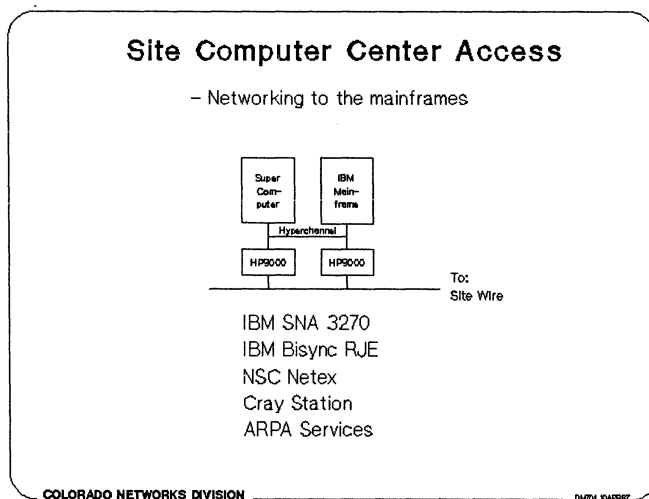 Site Computer Center Access
- Networking to the mainframes
Super
Com-
puter
IBM
Main-
frame
Hyperchannel
HP9000
HP9000
To:
Site Wire
IBM SNA 3270
IBM Bisync RJE
NSC Netex
Cray Station
ARPA Services
COLORADO NETWORKS DIVISION